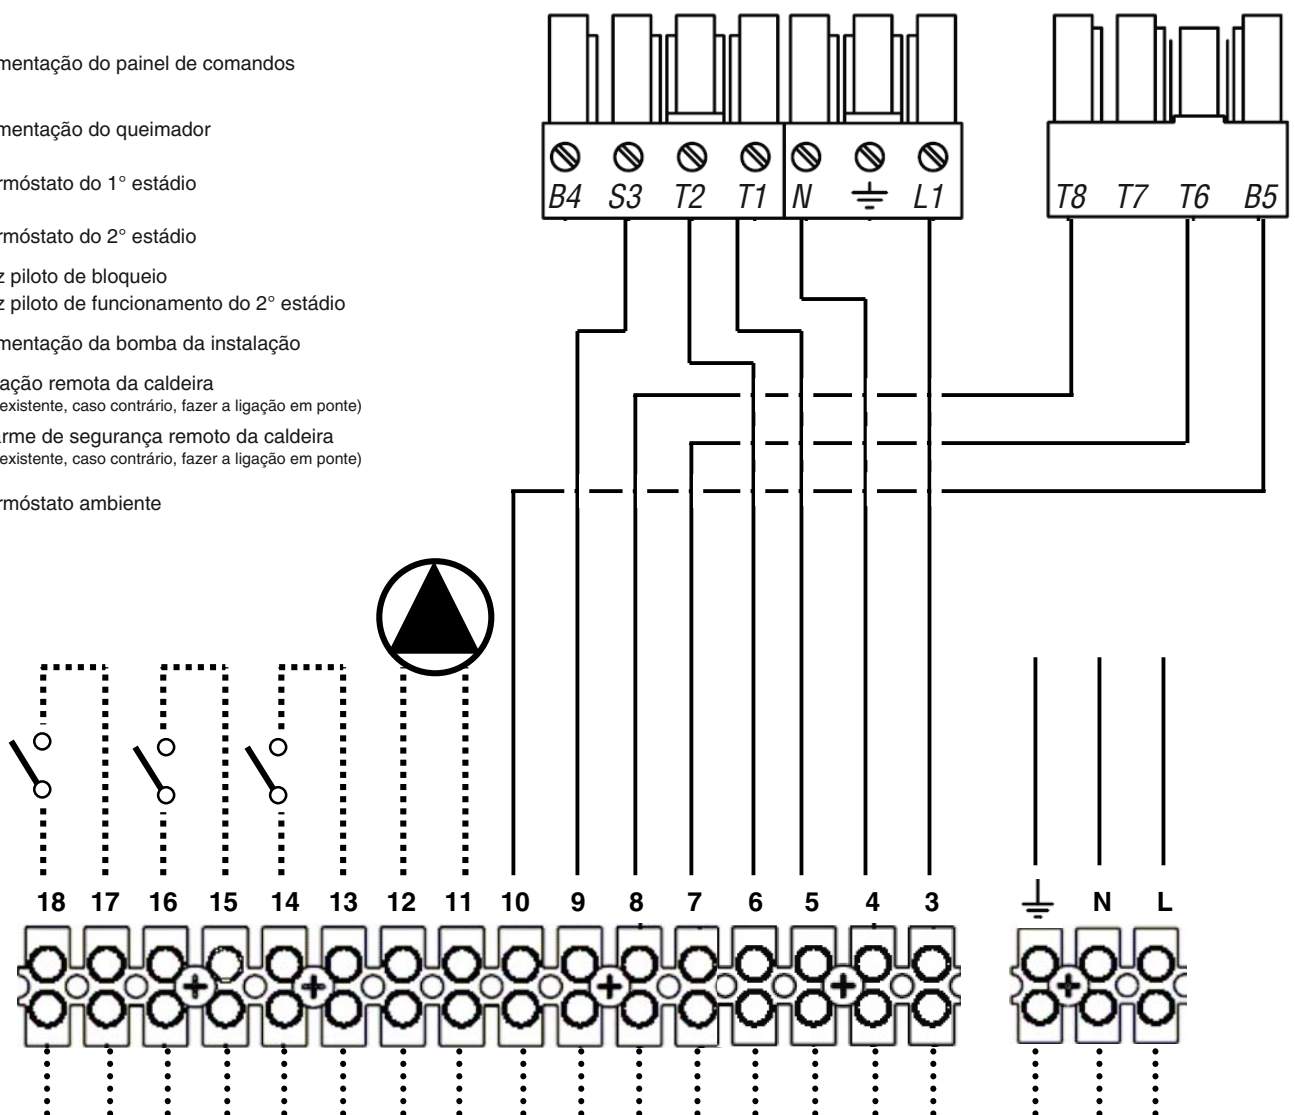 mentação do painel de comandos
mentação do queimador
rmóstato do 1° estádio
rmóstato do 2° estádio
z piloto de bloqueio
z piloto de funcionamento do 2° estádio
mentação da bomba da instalação
ação remota da caldeira
existente, caso contrário, fazer a ligação em ponte)
arme de segurança remoto da caldeira
existente, caso contrário, fazer a ligação em ponte)
rmóstato ambiente
B4 S3 T2 T1 N L1
T8 T7 T6 B5
18 17 16 15 14 13 12 11 10 9 8 7 6 5 4 3 N L